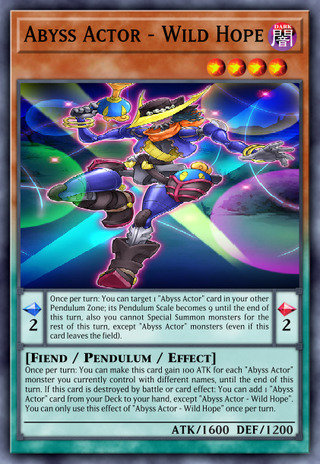 Abyss Actor - Wild Hope
DARK
闇
Once per turn: You can target 1 "Abyss Actor" card in your
other Pendulum Zone; its Pendulum Scale becomes 9 until the end of
this turn, also you cannot Special Summon monsters for the
rest of this turn, except "Abyss Actor" monsters (even if this
card leaves the field).
2
2
[Fiend / Pendulum / Effect]
Once per turn: You can make this card gain 100 ATK for each "Abyss Actor"
monster you currently control with different names, until the end of this
turn. If this card is destroyed by battle or card effect: You can add 1 "Abyss
Actor" card from your Deck to your hand, except "Abyss Actor - Wild Hope".
You can only use this effect of "Abyss Actor - Wild Hope" once per turn.
ATK/1600 DEF/1200